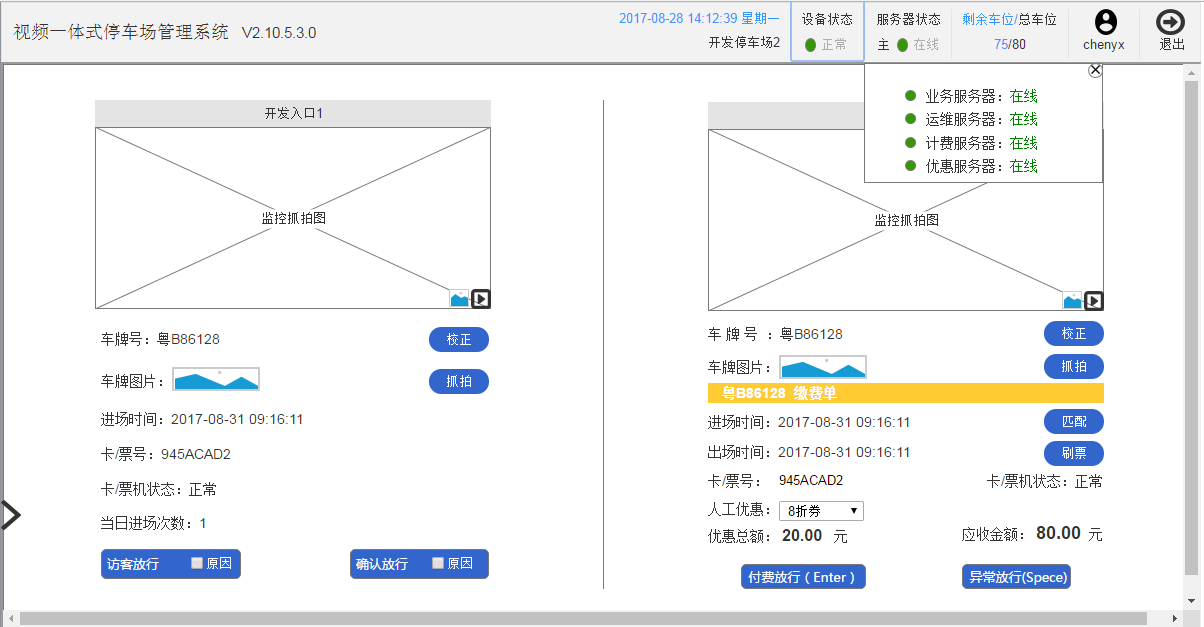 视频一体式停车场管理系统 V2.10.5.3.0
2017-08-28 14:12:39 星期一
开发停车场2
设备状态
正常
服务器状态
主 在线
剩余车位/总车位
75/80
chenyx
退出
业务服务器：在线
运维服务器：在线
计费服务器：在线
优惠服务器：在线
开发入口1
监控抓拍图
车牌号：粤B86128
校正
车牌图片：
抓拍
进场时间：2017-08-31 09:16:11
卡/票号：945ACAD2
卡/票机状态：正常
当日进场次数：1
访客放行 原因
确认放行 原因
监控抓拍图
车 牌 号 ：粤B86128
校正
车牌图片：
抓拍
粤B86128 缴费单
进场时间：2017-08-31 09:16:11
匹配
出场时间：2017-08-31 09:16:11
刷票
卡/票号： 945ACAD2
卡/票机状态：正常
人工优惠： 8折券
优惠总额： 20.00 元
应收金额： 80.00 元
付费放行（ Enter ）
异常放行(Spece)